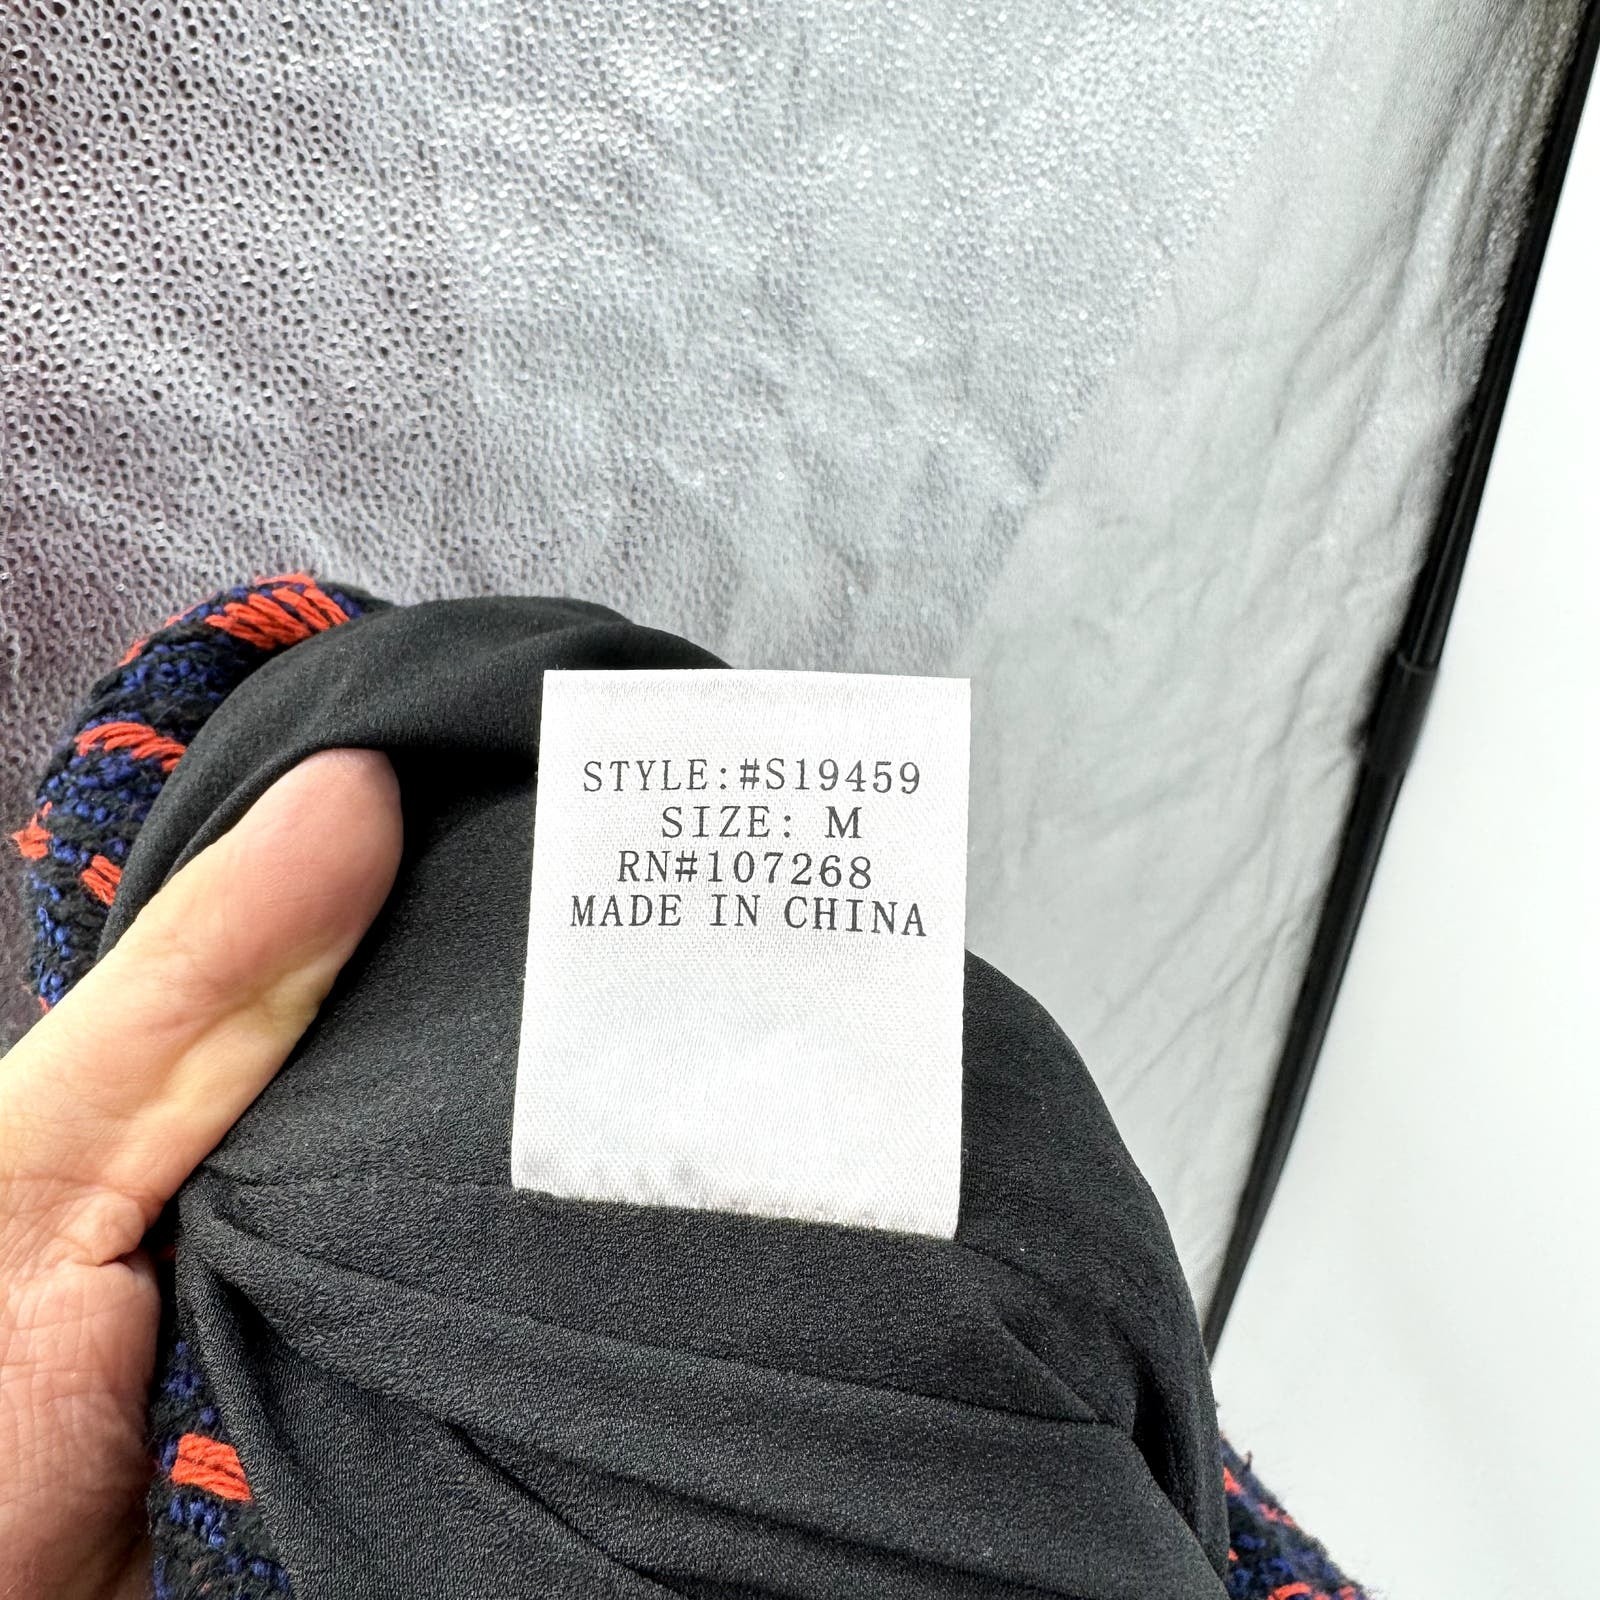 STYLE:#S19459
SIZE: M
RN#107268
MADE IN CHINA